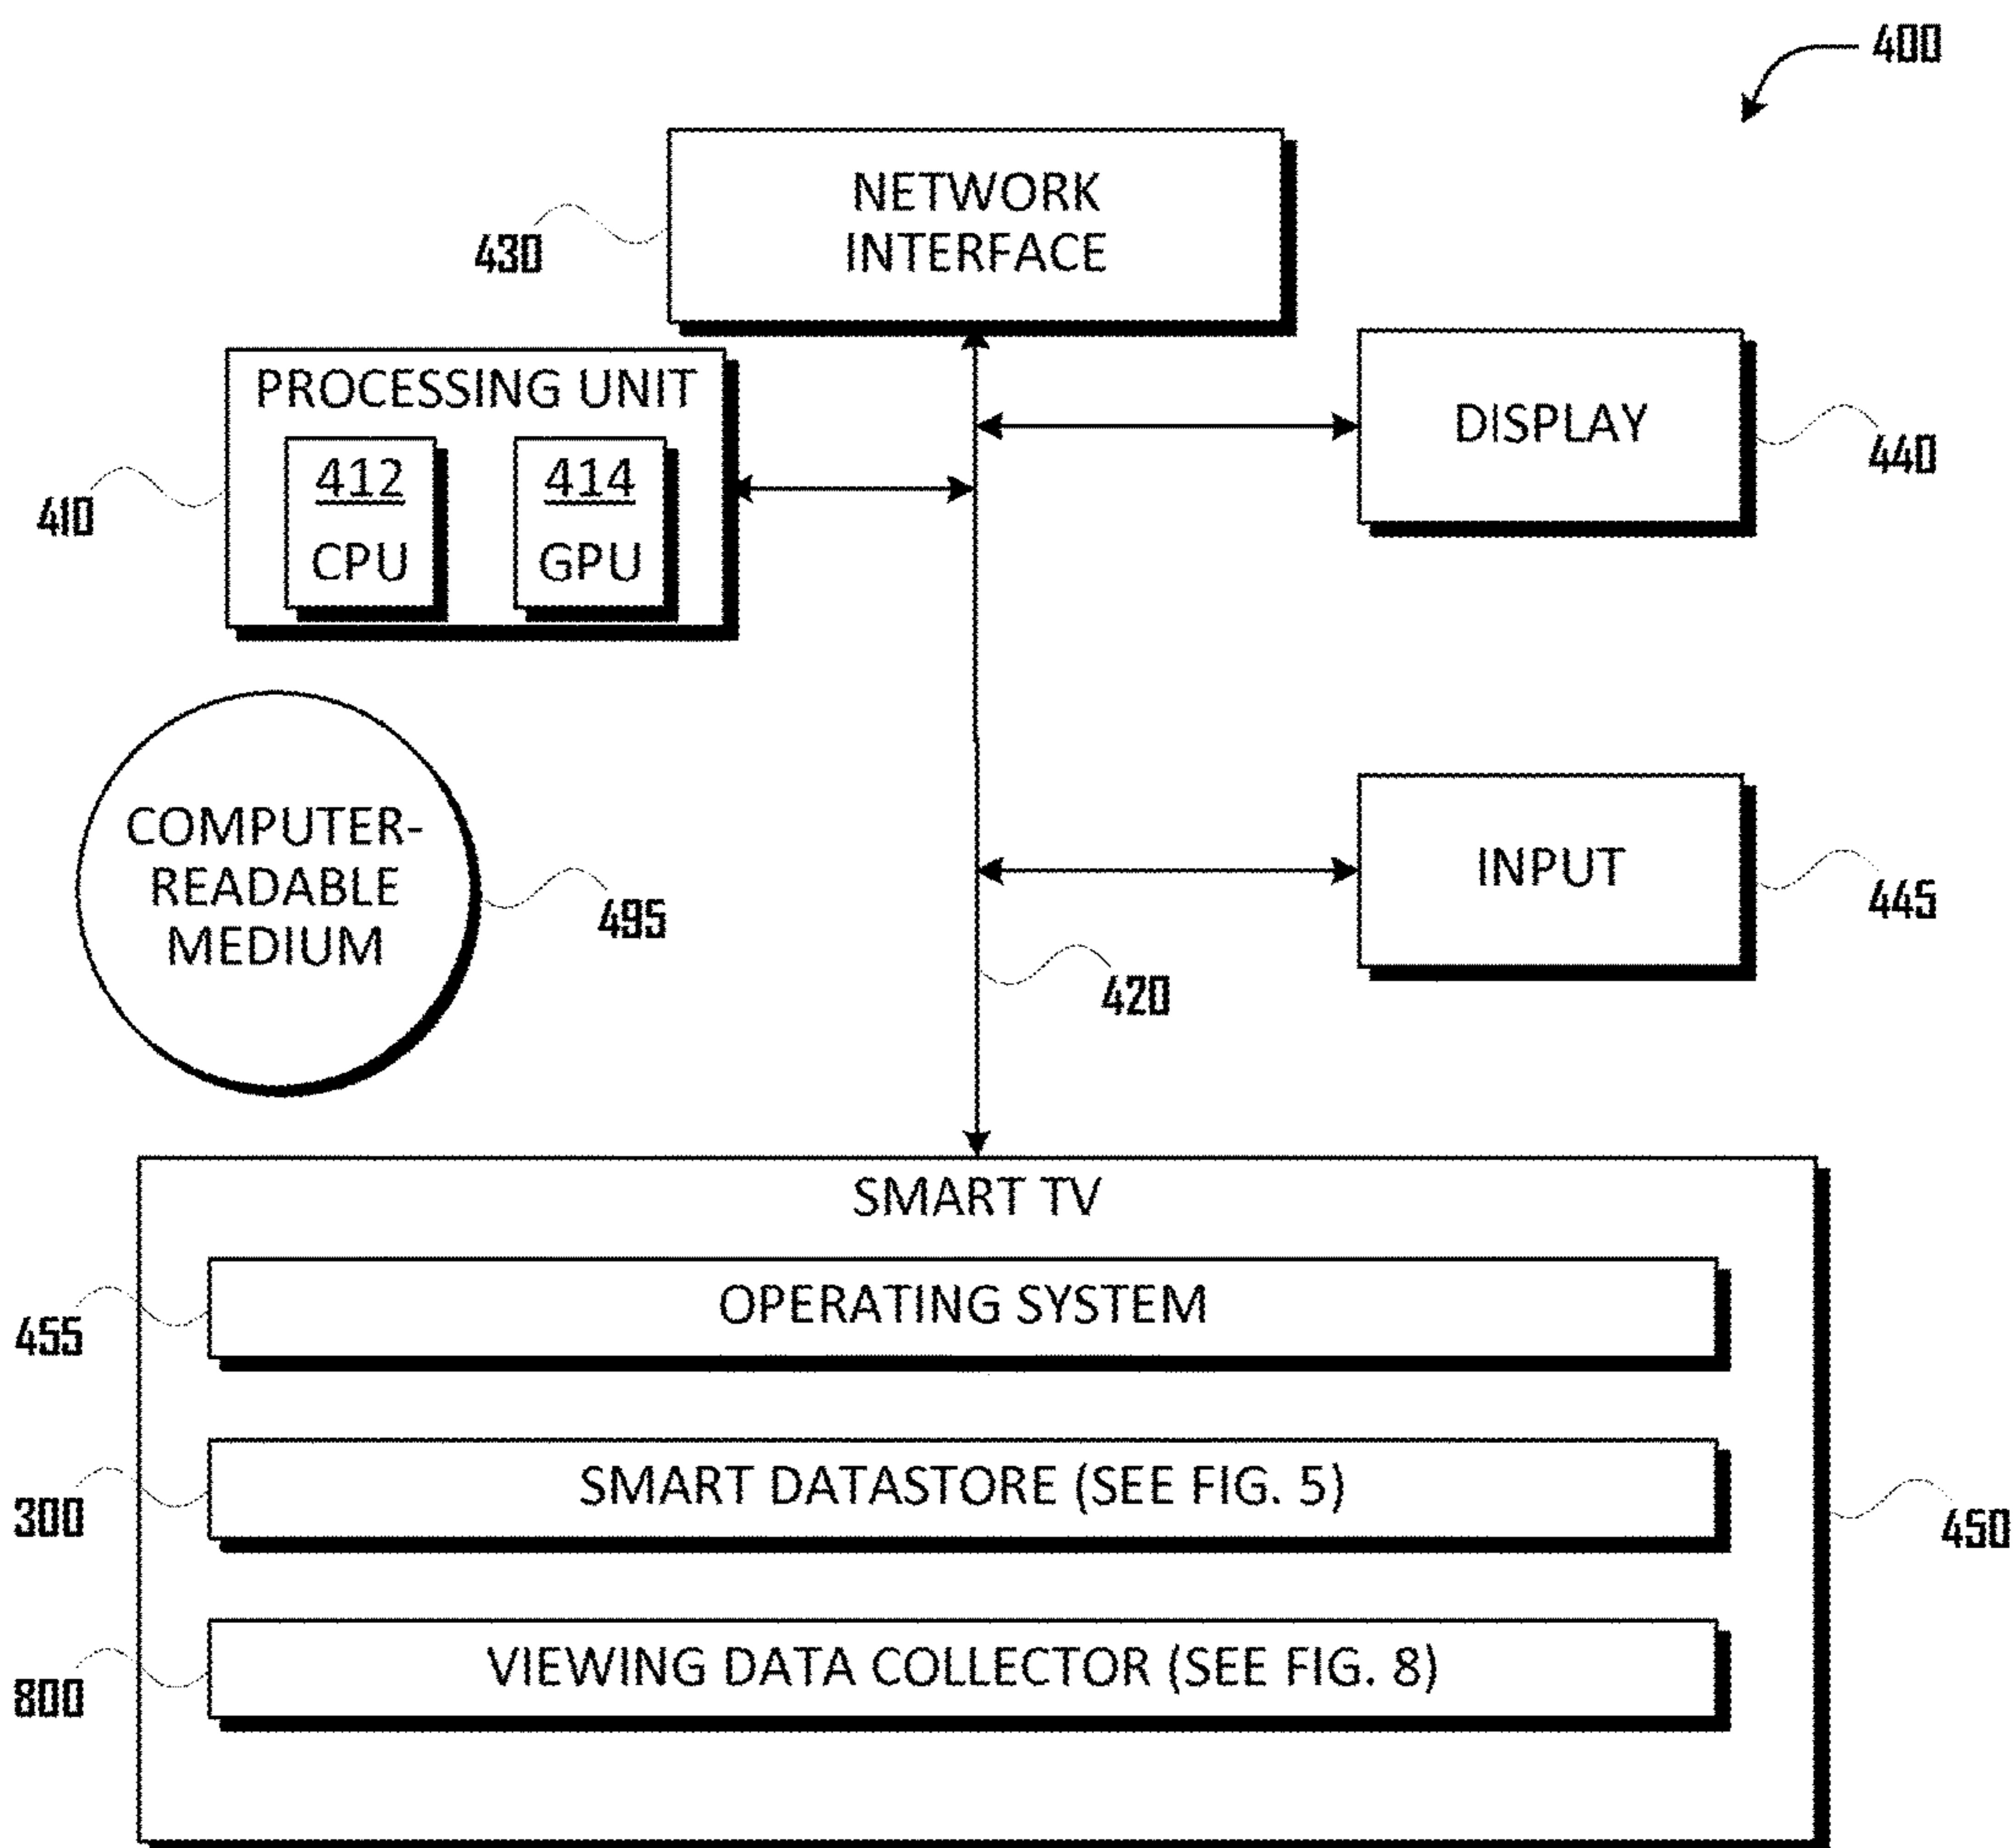 400
NETWORK
INTERFACE
430
PROCESSING UNIT
412
CPU
414
GPU
410
DISPLAY
440
COMPUTER-
READABLE
MEDIUM
495
INPUT
445
420
SMART TV
OPERATING SYSTEM
455
SMART DATASTORE (SEE FIG. 5)
300
450
VIEWING DATA COLLECTOR (SEE FIG. 8)
800